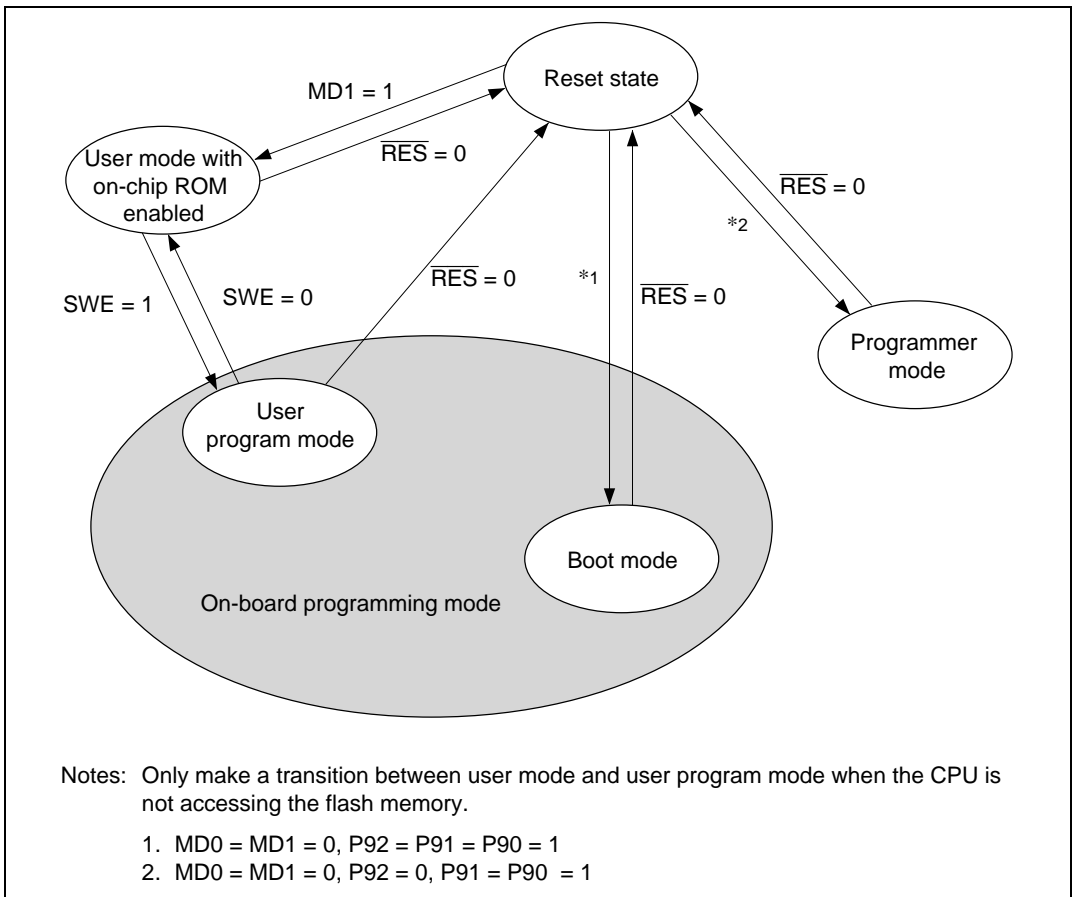 Reset state
MD1 = 1
RES = 0
User mode with
on-chip ROM
enabled
RES = 0
*2
RES = 0
*1
RES = 0
SWE = 1
SWE = 0
Programmer
mode
User
program mode
Boot mode
On-board programming mode
Notes: Only make a transition between user mode and user program mode when the CPU is
not accessing the flash memory.
1. MD0 = MD1 = 0, P92 = P91 = P90 = 1
2. MD0 = MD1 = 0, P92 = 0, P91 = P90 = 1